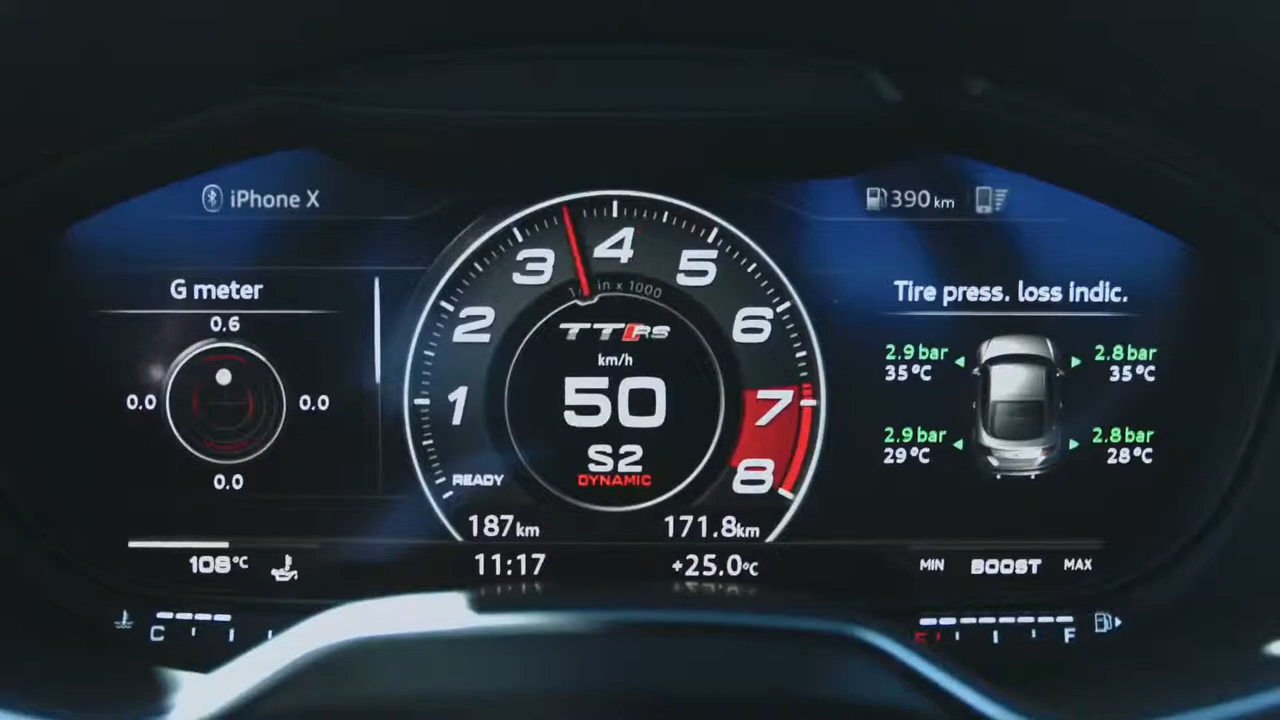 iPhone X
390 km
G meter
0.6
0.0
0.0
0.0
108°C
C
1
2
3
4
5
6
7
8
in x 1000
TT RS
km/h
50
S2
DYNAMIC
READY
187 km
171.8 km
11:17
+25.0°C
Tire press. loss indic.
2.9 bar
35°C
2.8 bar
35°C
2.9 bar
29°C
2.8 bar
28°C
MIN BOOST MAX
F